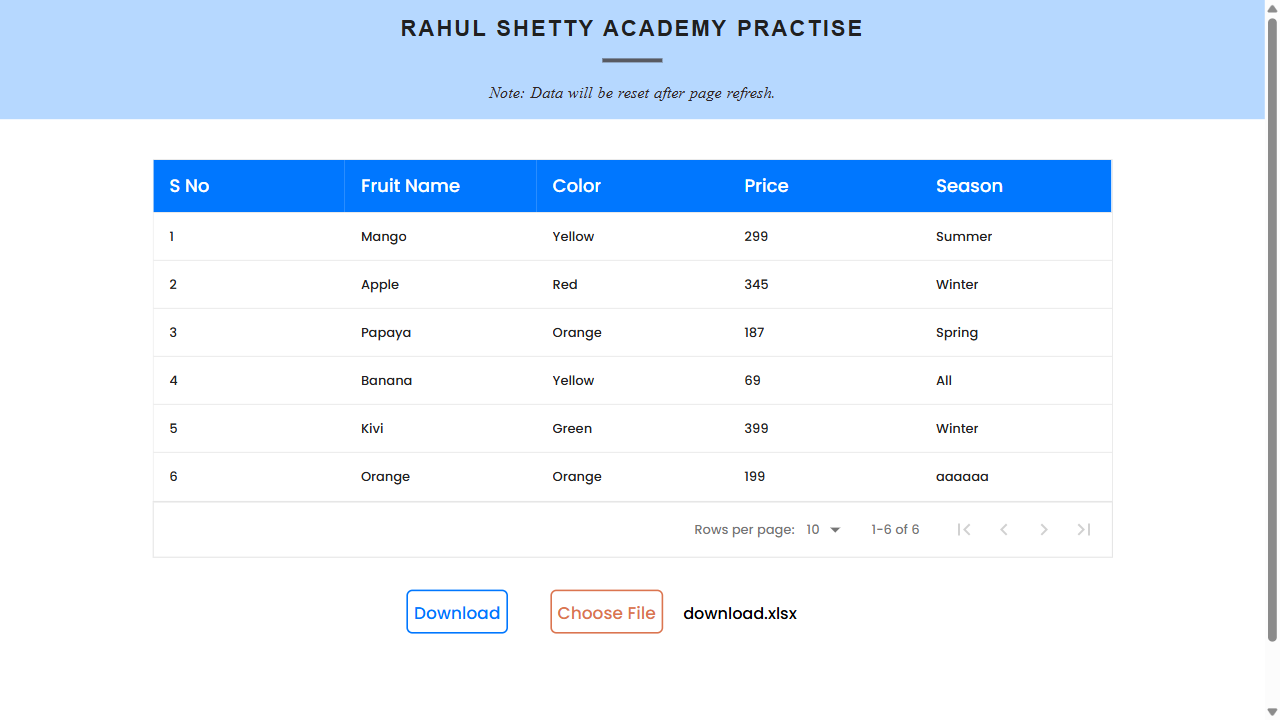 RAHUL SHETTY ACADEMY PRACTISE
Note: Data will be reset after page refresh.
S No Fruit Name Color Price Season
1 Mango Yellow 299 Summer
2 Apple Red 345 Winter
3 Papaya Orange 187 Spring
4 Banana Yellow 69 All
5 Kivi Green 399 Winter
6 Orange Orange 199 aaaaaa
Rows per page: 10 1-6 of 6
Download Choose File download.xlsx